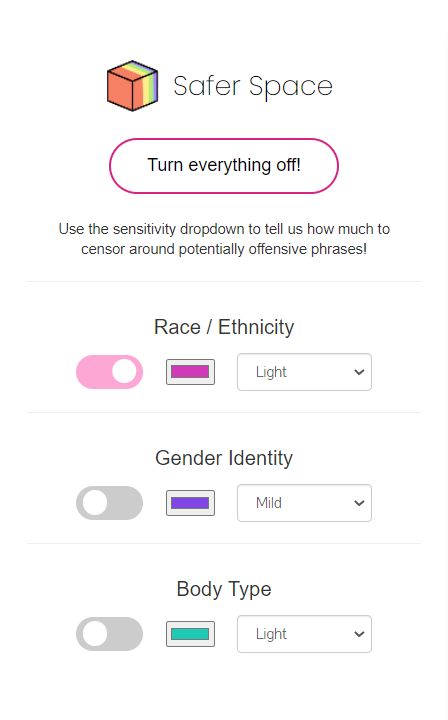 Safer Space
Turn everything off!
Use the sensitivity dropdown to tell us how much to
censor around potentially offensive phrases!
Race / Ethnicity
Light
Gender Identity
Mild
Body Type
Light